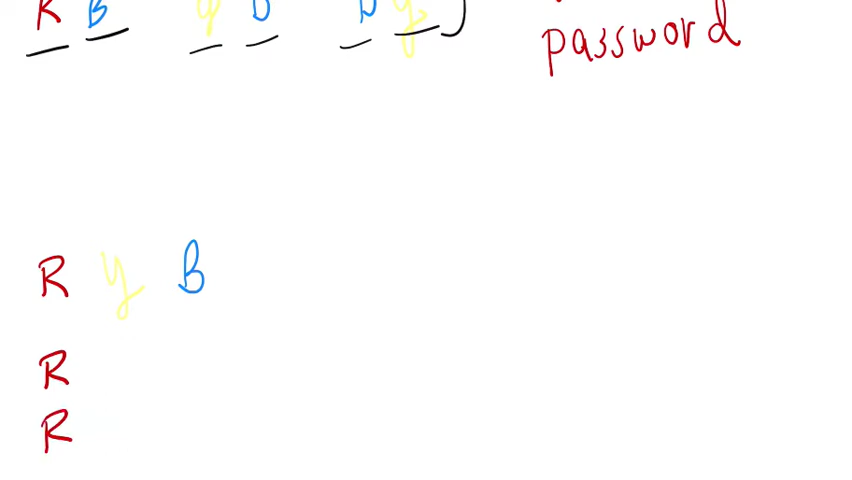 R B y B B y }
password
R y B
R
R